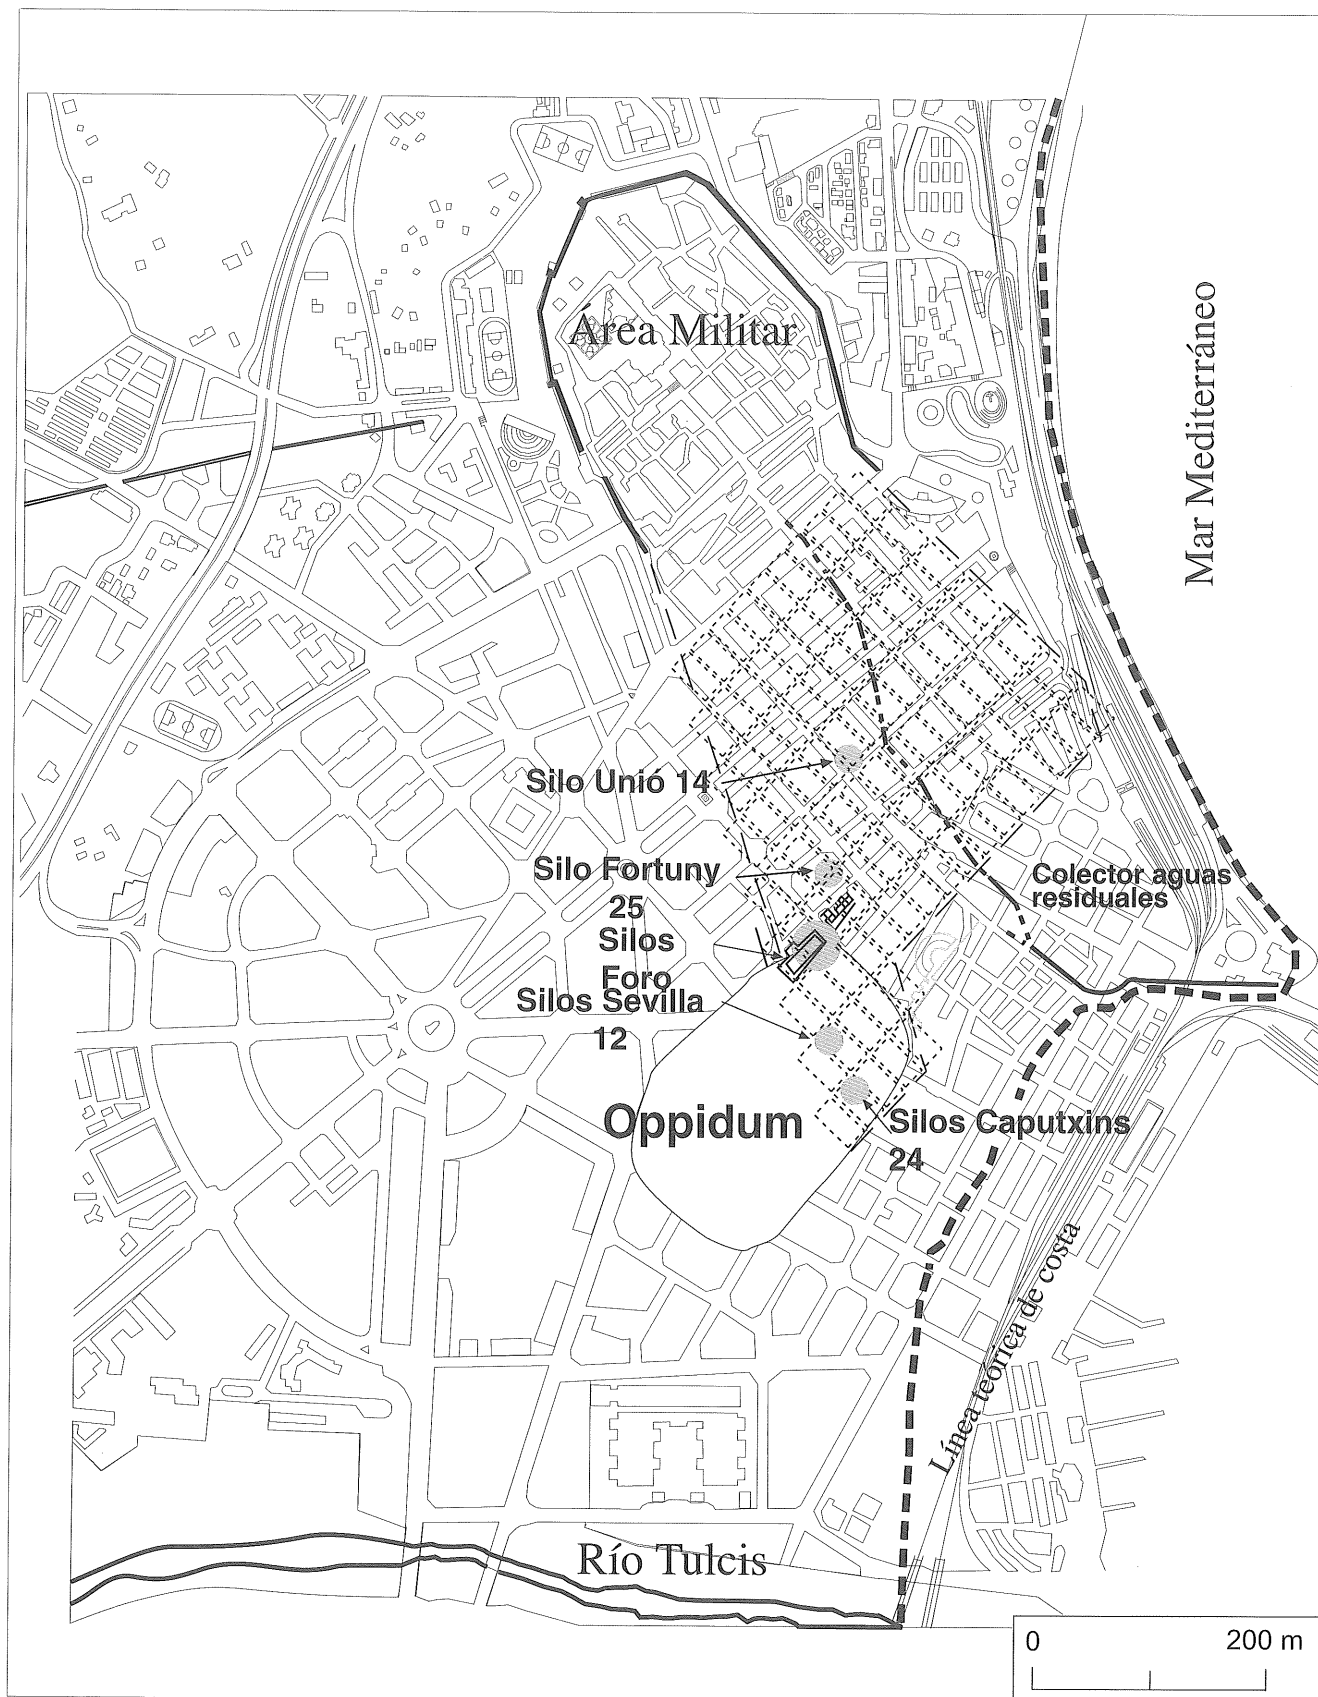 Área Militar
Mar Mediterráneo
Silo Unió 14
Silo Fortuny
25
Silos
Foro
Silos Sevilla
12
Colector aguas
residuales
Oppidum
Silos Caputxins
24
Línea teórica de costa
Río Tulcis
0 200 m